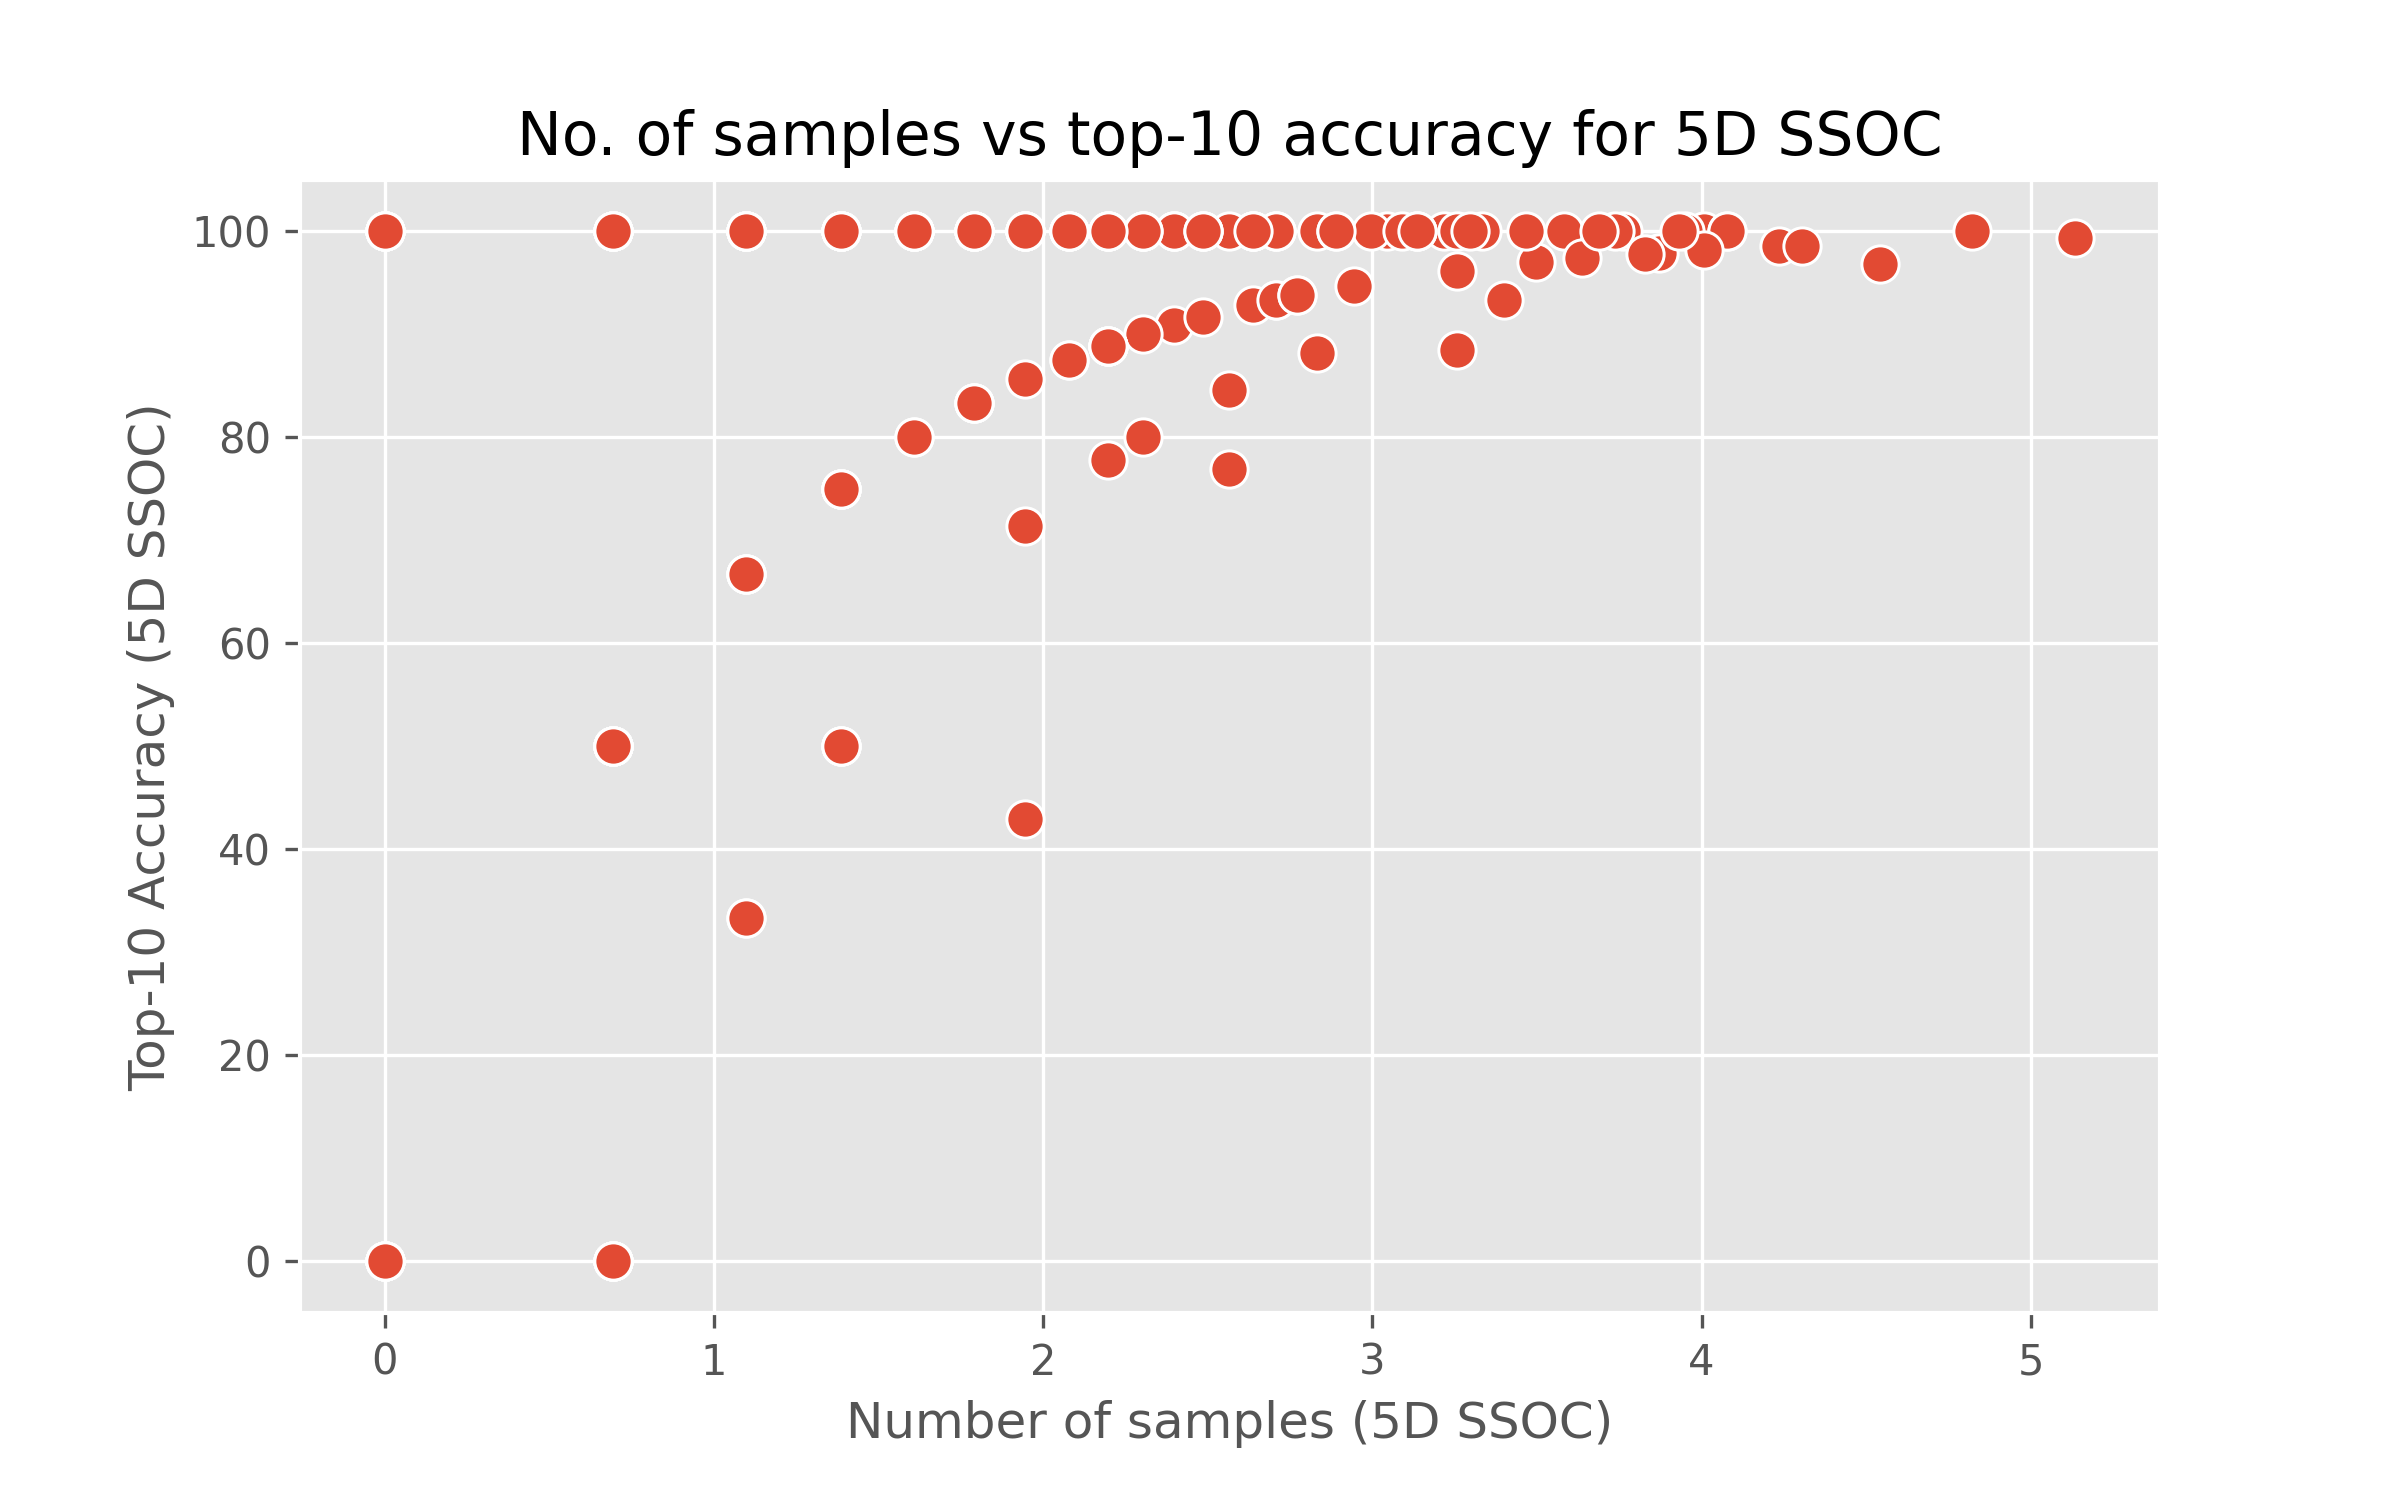 No. of samples vs top-10 accuracy for 5D SSOC
Top-10 Accuracy (5D SSOC)
100
80
60
40
20
0
0 1 2 3 4 5
Number of samples (5D SSOC)